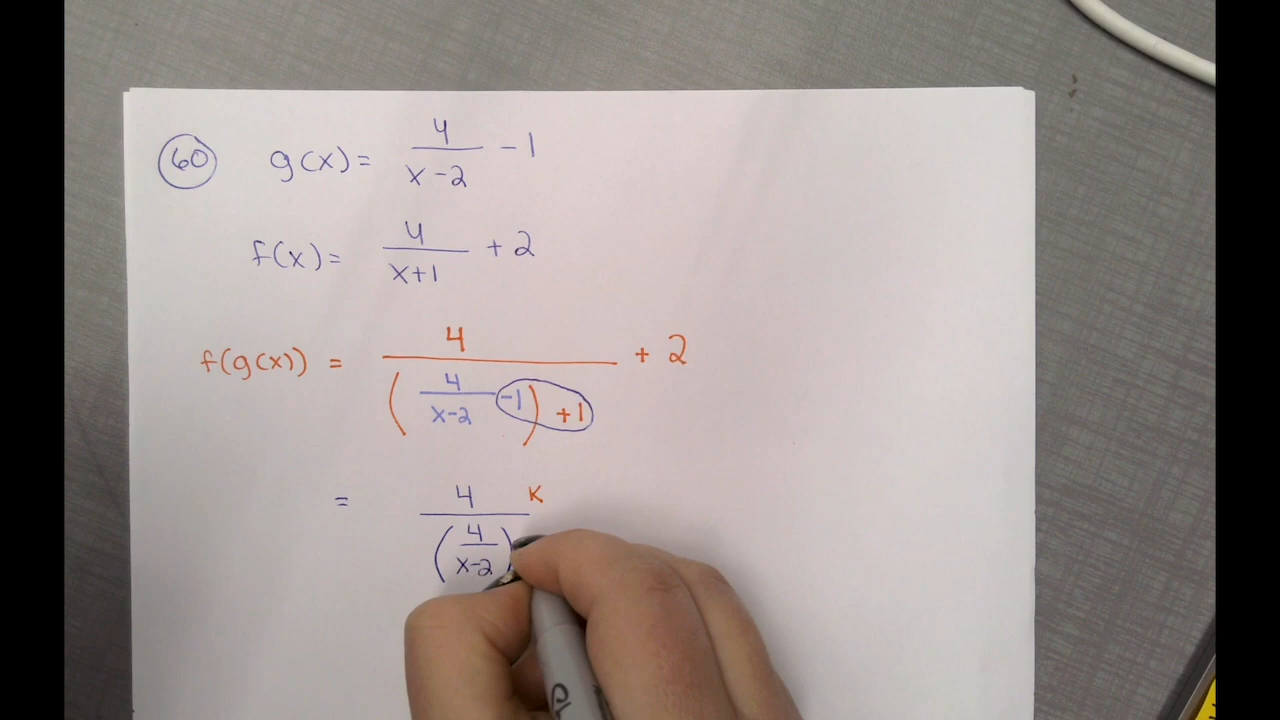 60 g(x) = 4/(x-2) - 1
f(x) = 4/(x+1) + 2
f(g(x)) = 4/((4/(x-2) -1) +1) + 2
= 4/(4/(x-2)) K